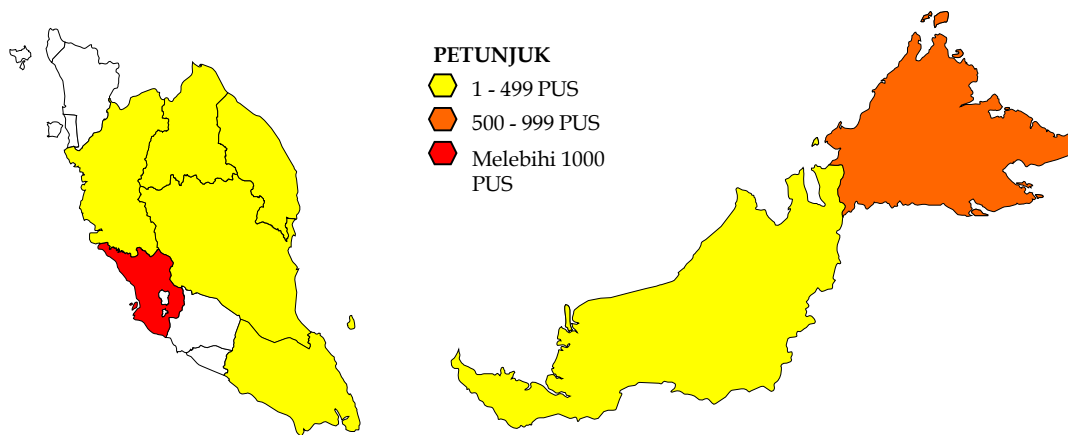 PETUNJUK
1 - 499 PUS
500 - 999 PUS
Melebihi 1000
PUS